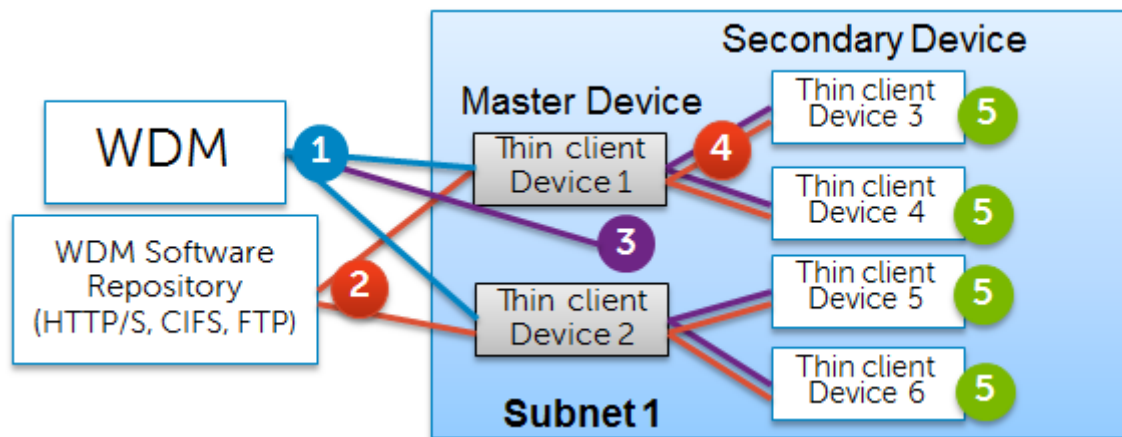 Secondary Device
Master Device
WDM
1
Thin client
Device 1
4
Thin client
Device 3
5
Thin client
Device 4
5
WDM Software
Repository
(HTTP/S, CIFS, FTP)
2
3
Thin client
Device 2
Thin client
Device 5
5
Thin client
Device 6
5
Subnet 1